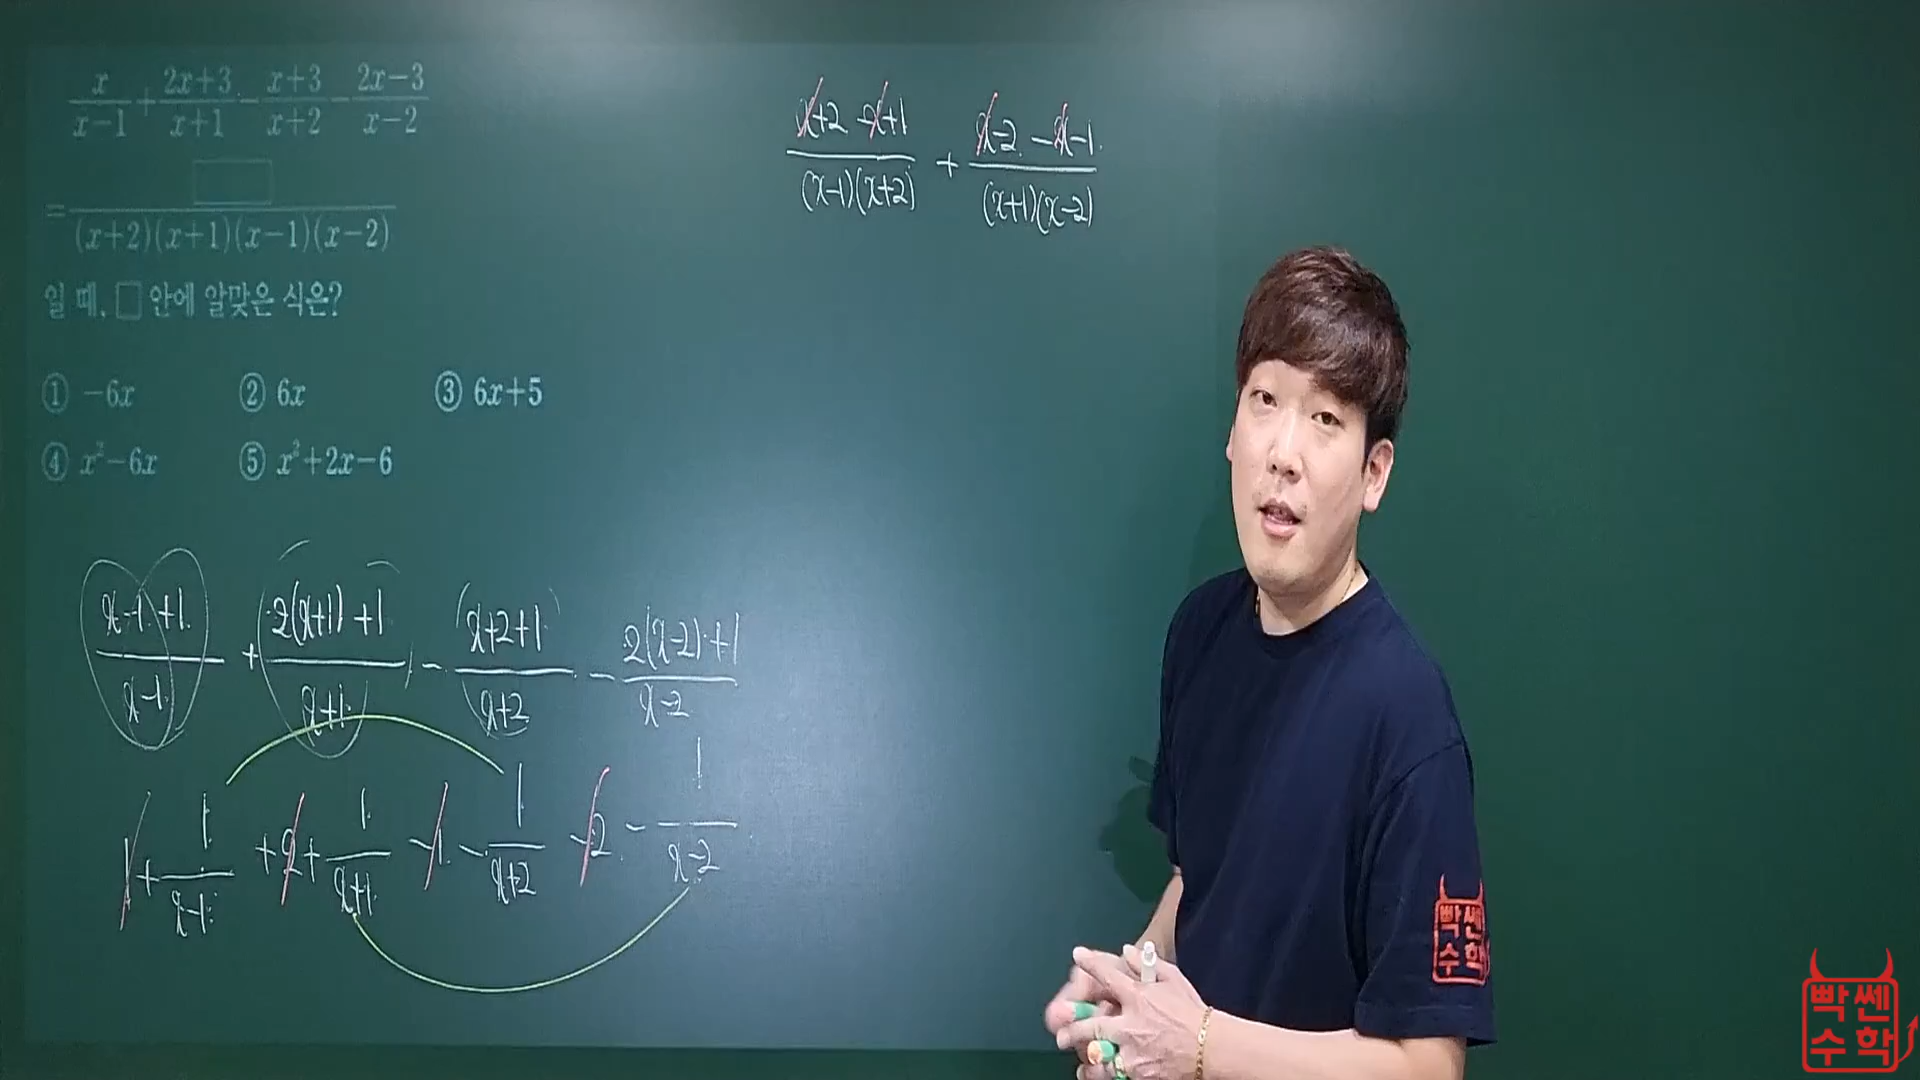 x/(x-1) + (2x+3)/(x+1) - (x+3)/(x+2) - (2x-3)/(x-2)
= □/((x+2)(x+1)(x-1)(x-2))
일 때, □ 안에 알맞은 식은?
① -6x ② 6x ③ 6x+5
④ x²-6x ⑤ x²+2x-6
(x-1+1)/(x-1) + (2(x+1)+1)/(x+1) - (x+2+1)/(x+2) - (2(x-2)+1)/(x-2)
1+1/(x-1) +2+1/(x+1) -1-1/(x+2) -2-1/(x-2)
(x+2-x+1)/((x-1)(x+2)) + (x-2-x-1)/((x+1)(x-2))
빡쎈
수학
빡쎈
수학